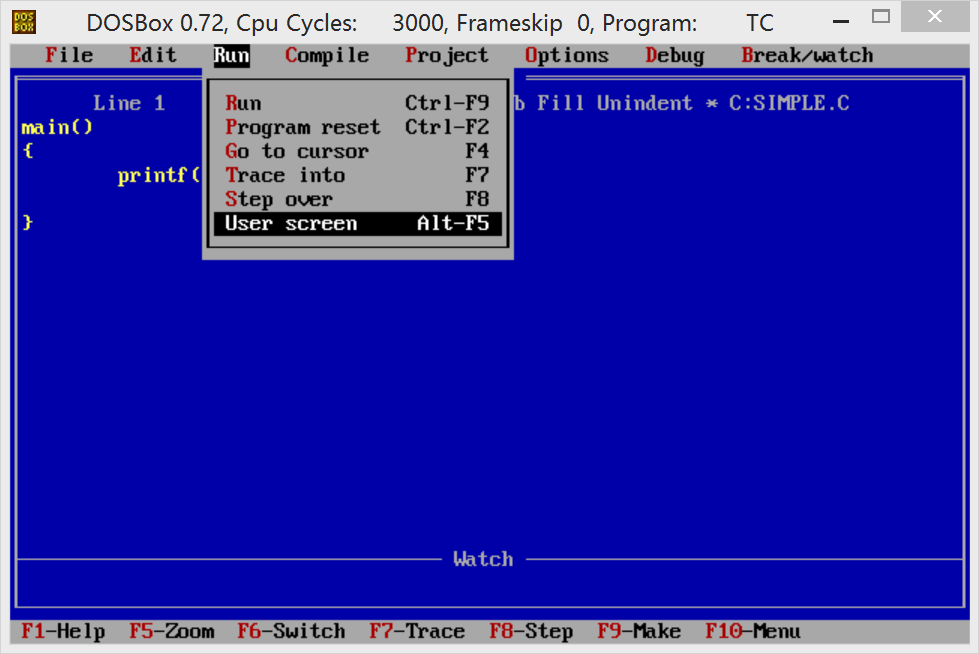 DOSBox 0.72, Cpu Cycles: 3000, Frameskip 0, Program: TC
File Edit Run Compile Project Options Debug Break/watch
Line 1 b Fill Unindent * C:SIMPLE.C
main()
{
printf(
}
Run Ctrl-F9
Program reset Ctrl-F2
Go to cursor F4
Trace into F7
Step over F8
User screen Alt-F5
Watch
F1-Help F5-Zoom F6-Switch F7-Trace F8-Step F9-Make F10-Menu